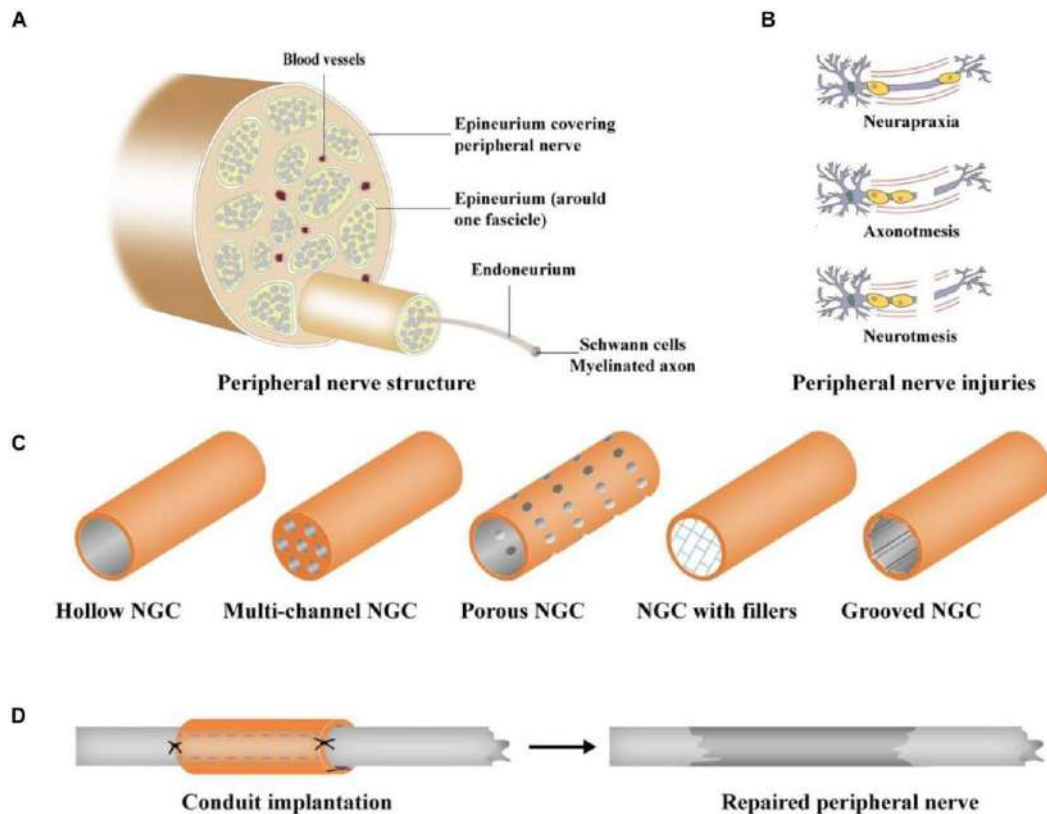 A
Blood vessels
Epineurium covering
peripheral nerve
Epineurium (arould
one fascicle)
Endoneurium
Schwann cells
Myelinated axon
Peripheral nerve structure
B
Neurapraxia
Axonotmesis
Neurotmesis
Peripheral nerve injuries
C
Hollow NGC
Multi-channel NGC
Porous NGC
NGC with fillers
Grooved NGC
D
Conduit implantation
Repaired peripheral nerve